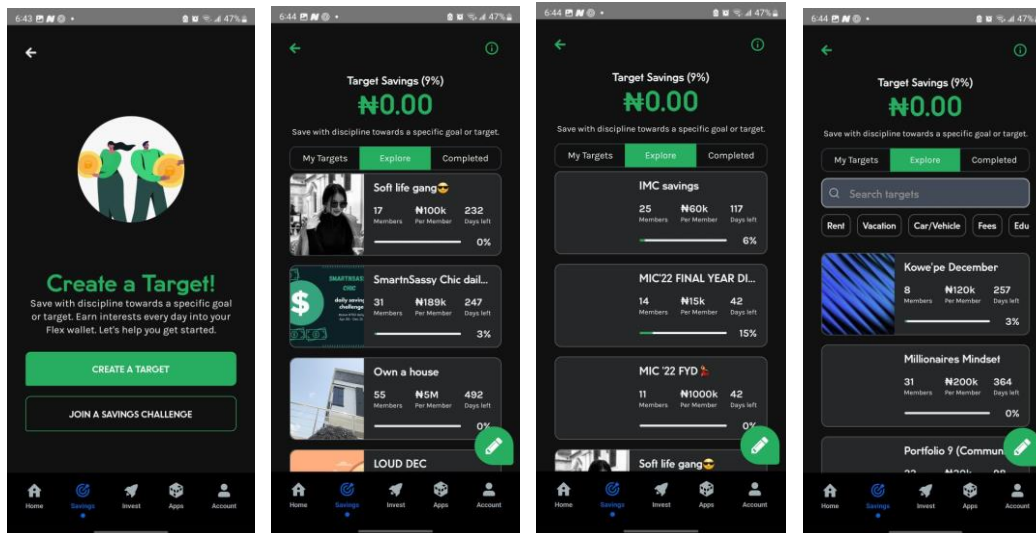 6:43
47%
Create a Target!
Save with discipline towards a specific goal
or target. Earn interests every day into your
Flex wallet. Let's help you get started.
CREATE A TARGET
JOIN A SAVINGS CHALLENGE
Home Savings Invest Apps Account
6:44
47%
Target Savings (9%)
₦0.00
Save with discipline towards a specific goal or target.
My Targets Explore Completed
Soft life gang😎
17 ₦100k 232
Members Per Member Days left
0%
SMARTNSAS
CHIC
daily saving
challenge
SmartnSassy Chic dail...
31 ₦189k 247
Members Per Member Days left
3%
Own a house
55 ₦5M 492
Members Per Member Days left
0%
LOUD DEC
Home Savings Invest Apps Account
6:44
47%
Target Savings (9%)
₦0.00
Save with discipline towards a specific goal or target.
My Targets Explore Completed
IMC savings
25 ₦60k 117
Members Per Member Days left
6%
MIC'22 FINAL YEAR DI...
14 ₦15k 42
Members Per Member Days left
15%
MIC '22 FYD 💃
11 ₦1000k 42
Members Per Member Days left
0%
Soft life gang😎
Home Savings Invest Apps Account
6:44
47%
Target Savings (9%)
₦0.00
Save with discipline towards a specific goal or target.
My Targets Explore Completed
Search targets
Rent Vacation Car/Vehicle Fees Edu
Kowe'pe December
8 ₦120k 257
Members Per Member Days left
3%
Millionaires Mindset
31 ₦200k 364
Members Per Member Days left
0%
Portfolio 9 (Commun
Home Savings Invest Apps Account